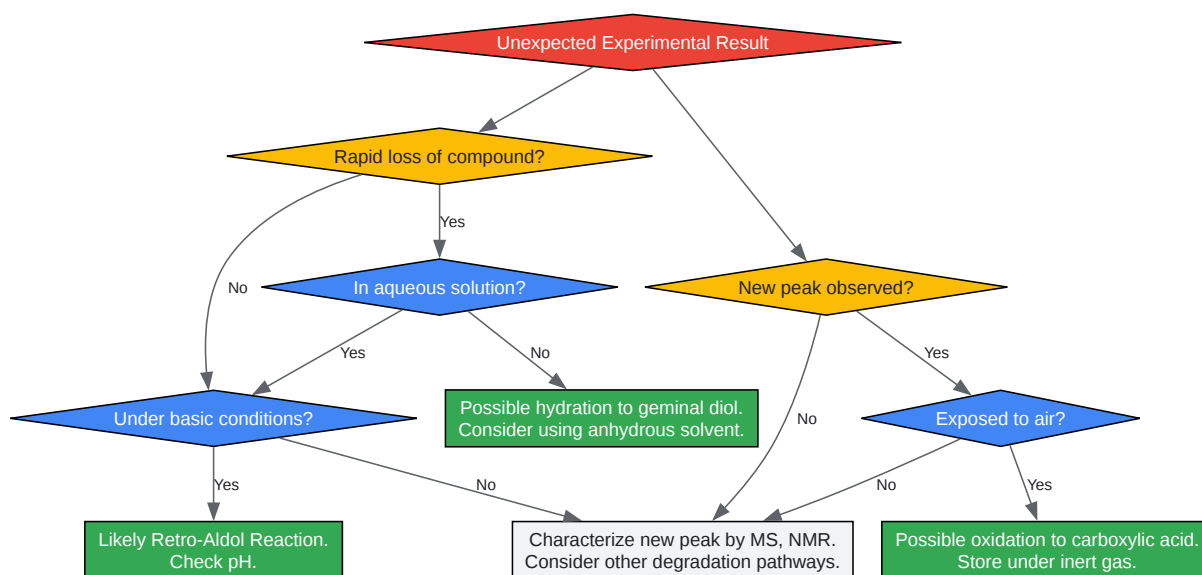 Unexpected Experimental Result
Rapid loss of compound?
Yes
No
In aqueous solution?
New peak observed?
Yes
No
Yes
No
Under basic conditions?
Possible hydration to geminal diol.
Consider using anhydrous solvent.
Exposed to air?
Yes
No
No
Yes
Likely Retro-Aldol Reaction.
Check pH.
Characterize new peak by MS, NMR.
Consider other degradation pathways.
Possible oxidation to carboxylic acid.
Store under inert gas.